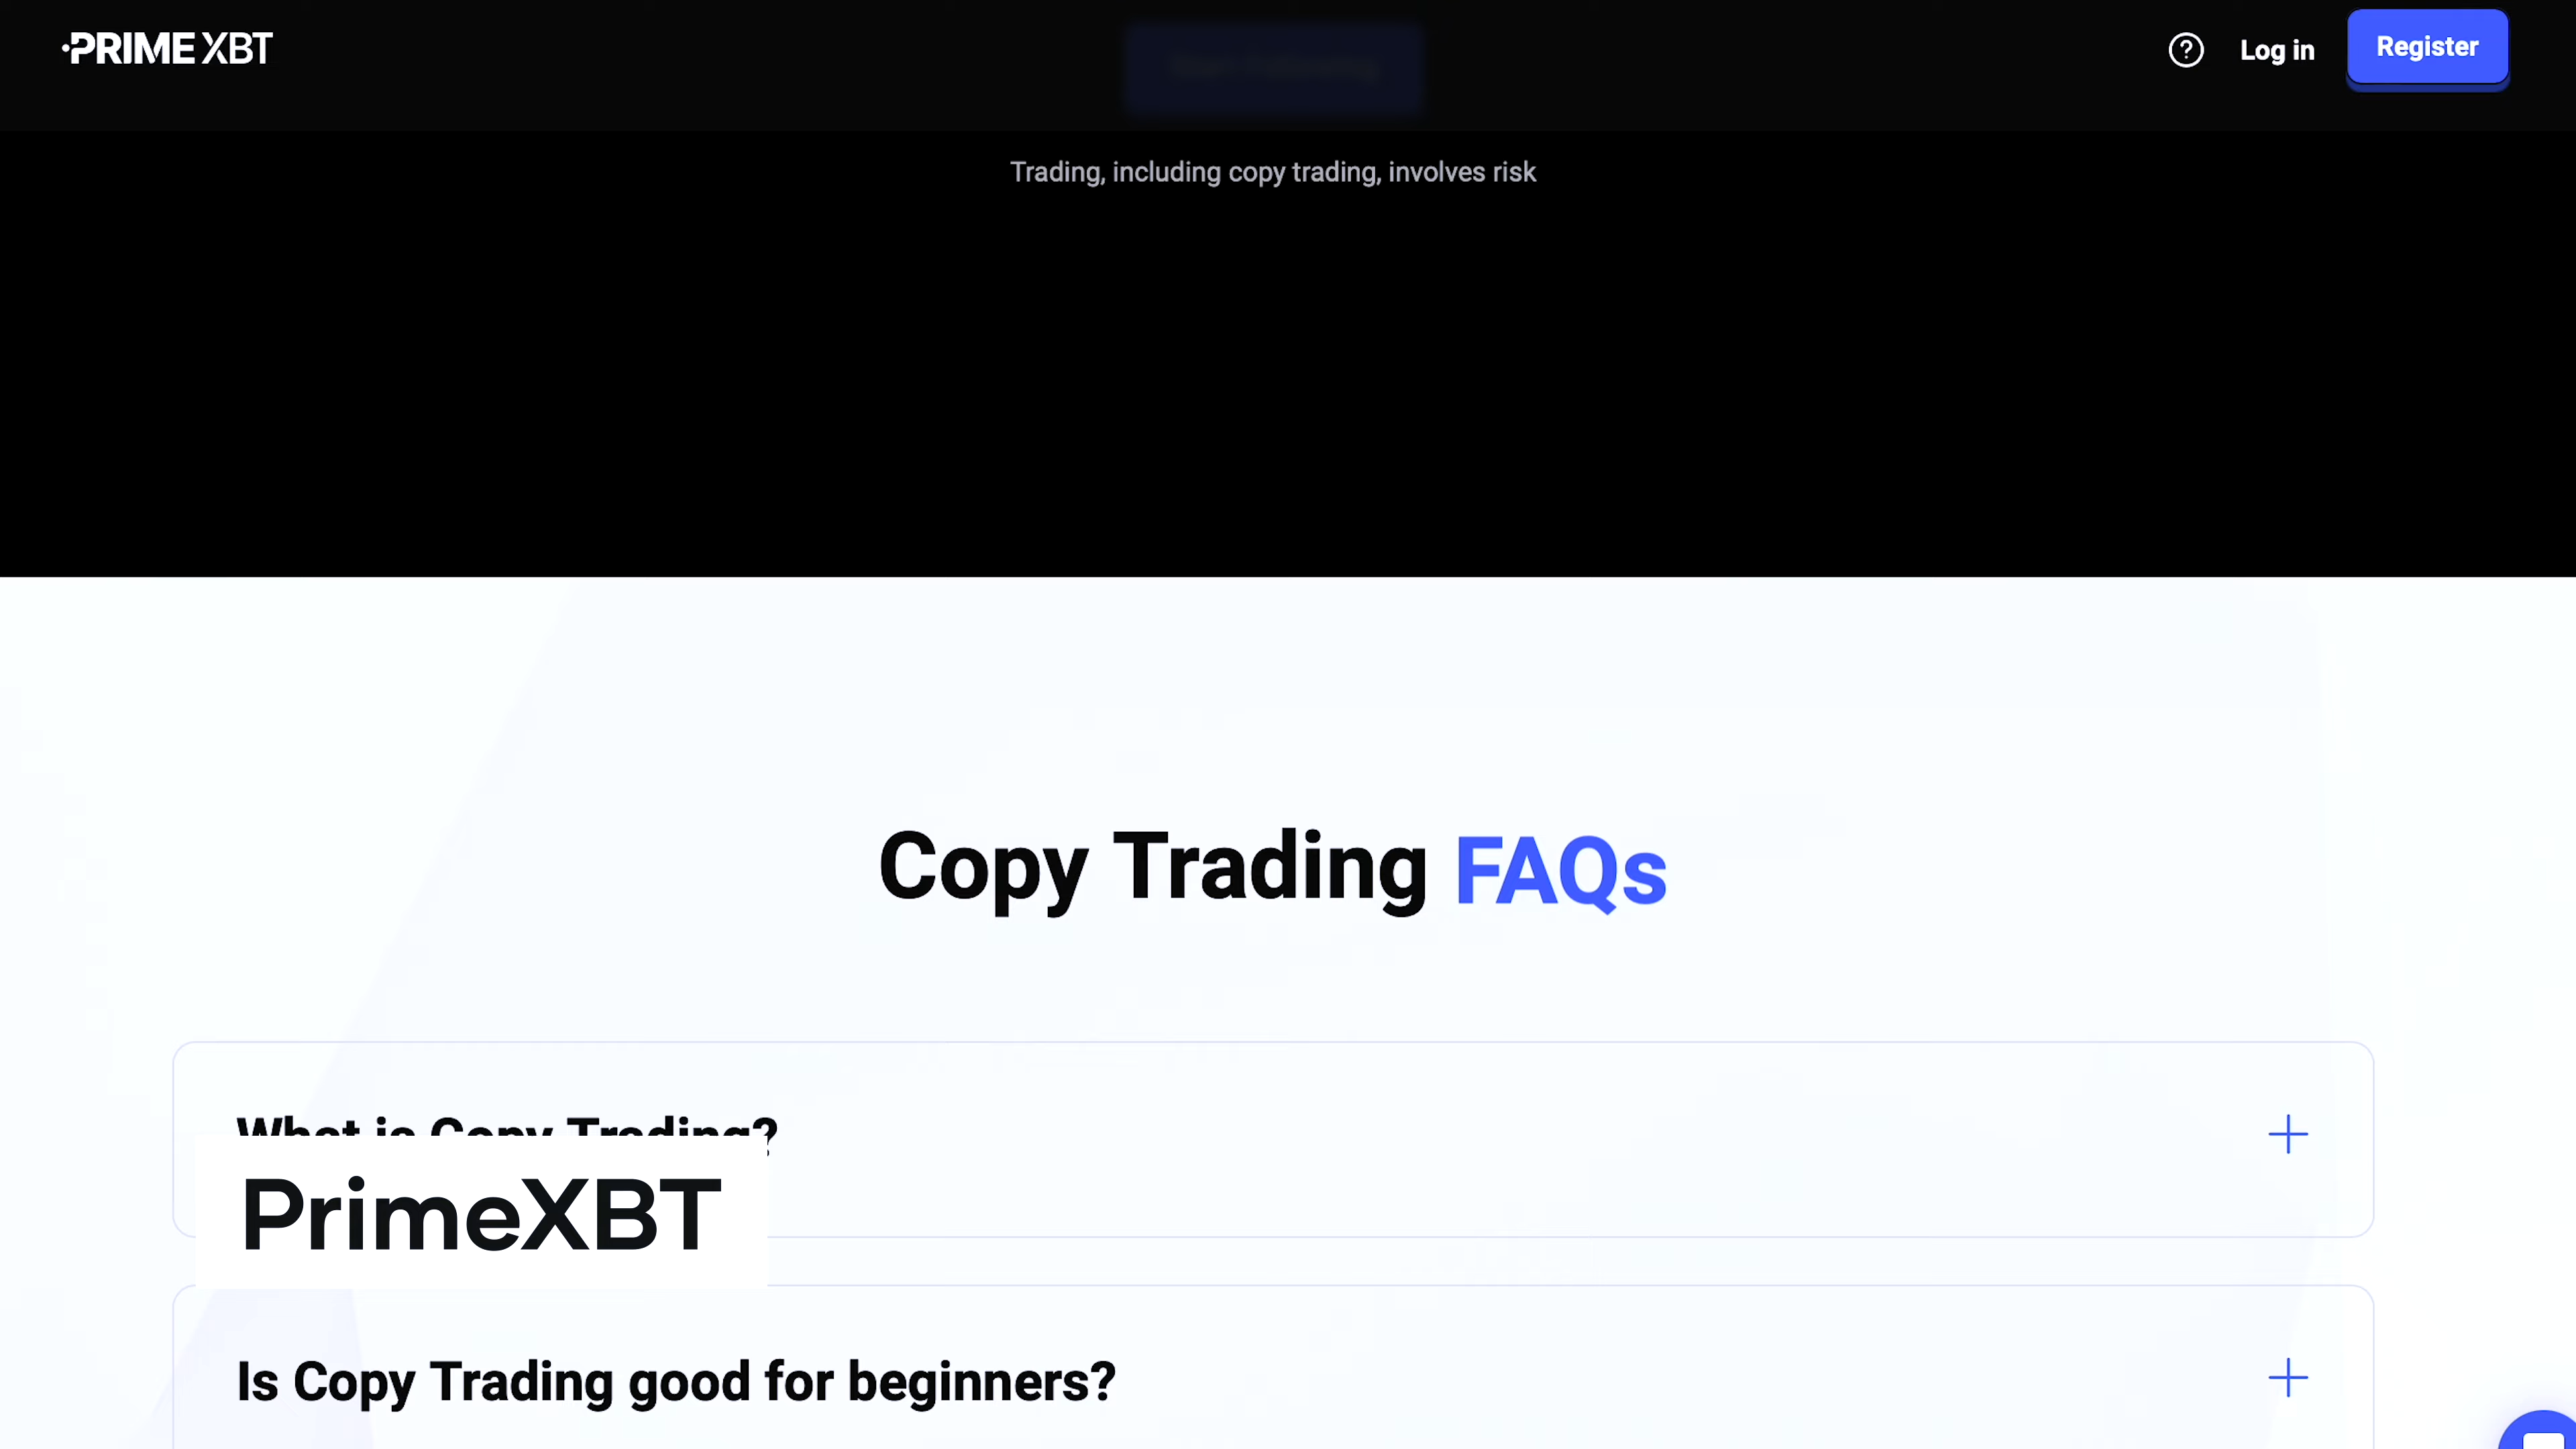 PRIME XBT
Log in
Register
Trading, including copy trading, involves risk
Copy Trading FAQs
What is Copy Trading?
PrimeXBT
Is Copy Trading good for beginners?